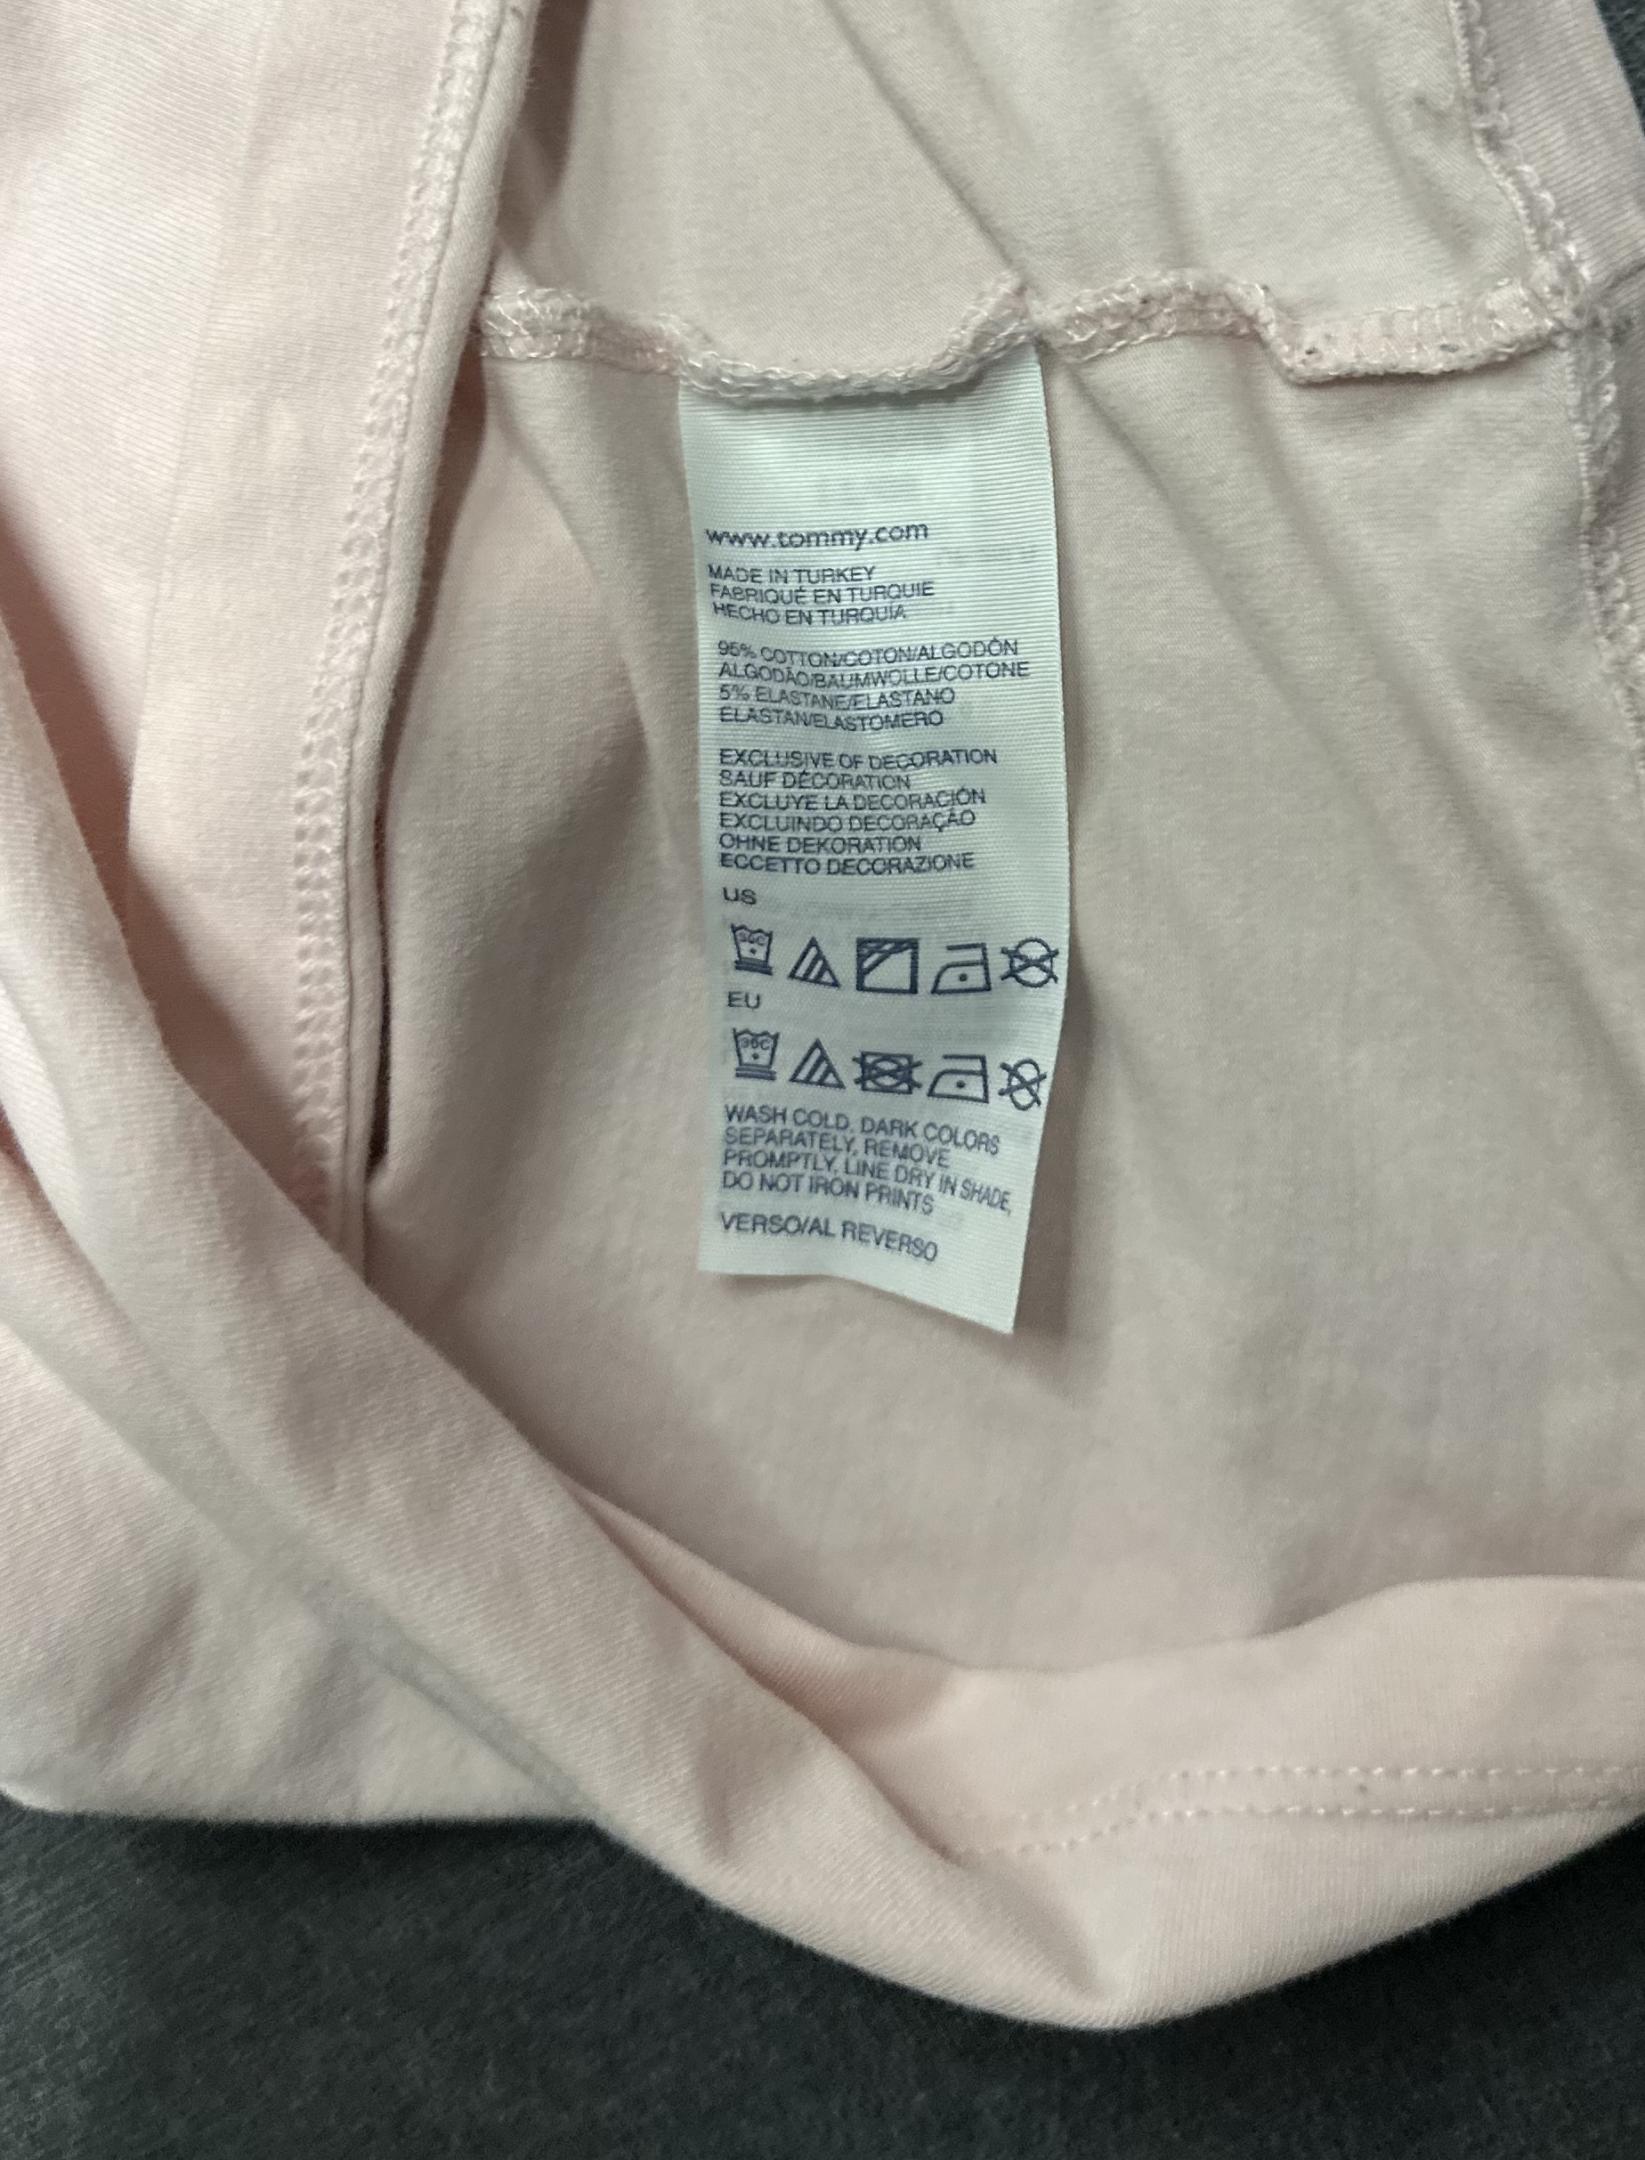 www.tommy.com
MADE IN TURKEY
FABRIQUÉ EN TURQUIE
HECHO EN TURQUÍA
95% COTTON/COTON/ALGODÓN
ALGODÃO/BAUMWOLLE/COTONE
5% ELASTANE/ELASTANO
ELASTAN/ELASTOMERO
EXCLUSIVE OF DECORATION
SAUF DÉCORATION
EXCLUYE LA DECORACIÓN
EXCLUINDO DECORAÇÃO
OHNE DEKORATION
ECCETTO DECORAZIONE
US
30C
EU
30C
WASH COLD, DARK COLORS
SEPARATELY, REMOVE
PROMPTLY, LINE DRY IN SHADE,
DO NOT IRON PRINTS
VERSO/AL REVERSO